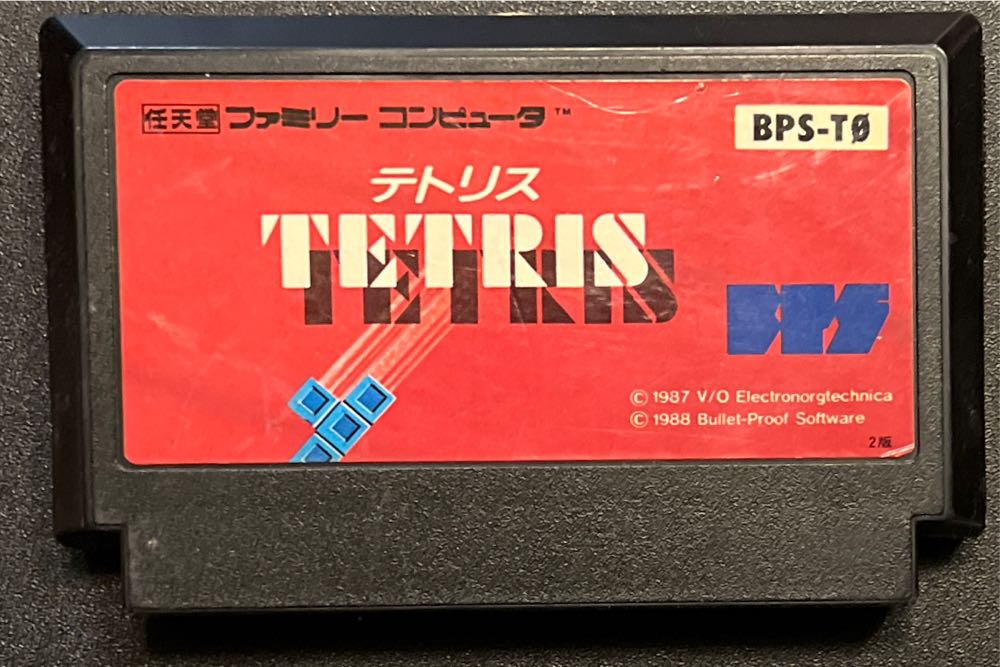 任天堂 ファミリー コンピュータ™
BPS-TØ
テトリス
TETRIS
TETRIS
BPS
© 1987 V/O Electronorgtechnica
© 1988 Bullet-Proof Software
2版